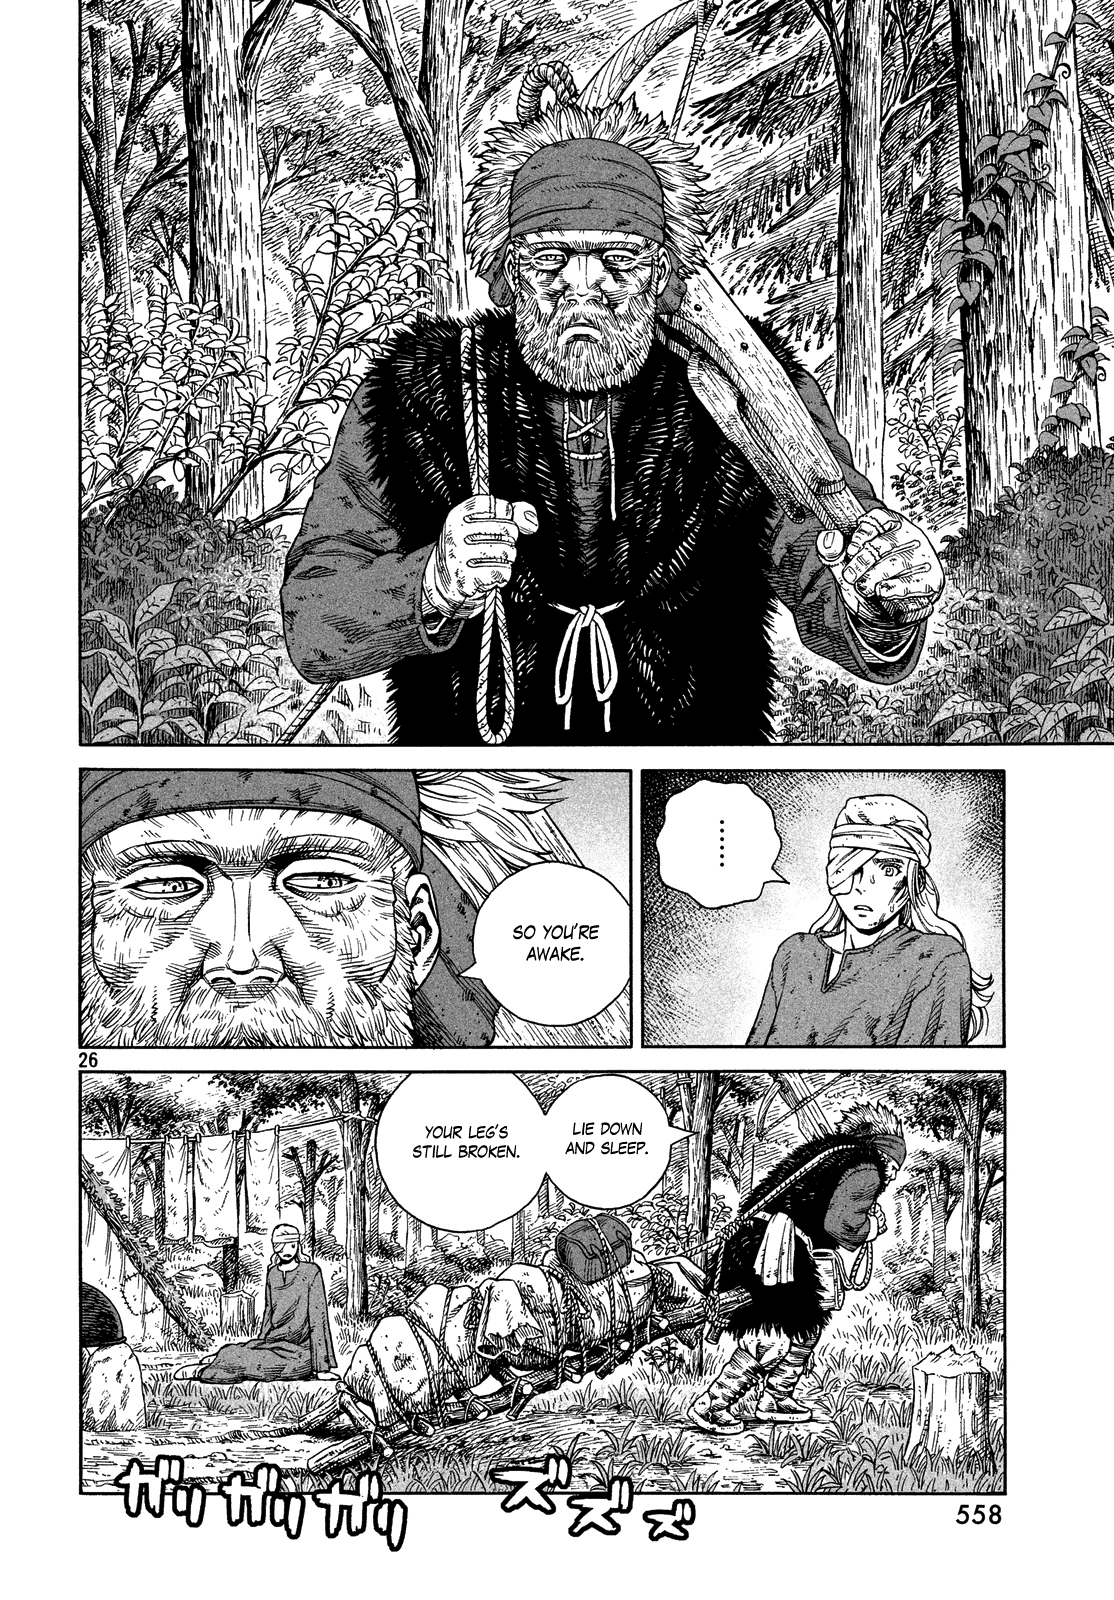 ……
SO YOU'RE
AWAKE.
26
LIE DOWN
AND SLEEP.
YOUR LEG'S
STILL BROKEN.
ガリガリガリ
ズズズ
558